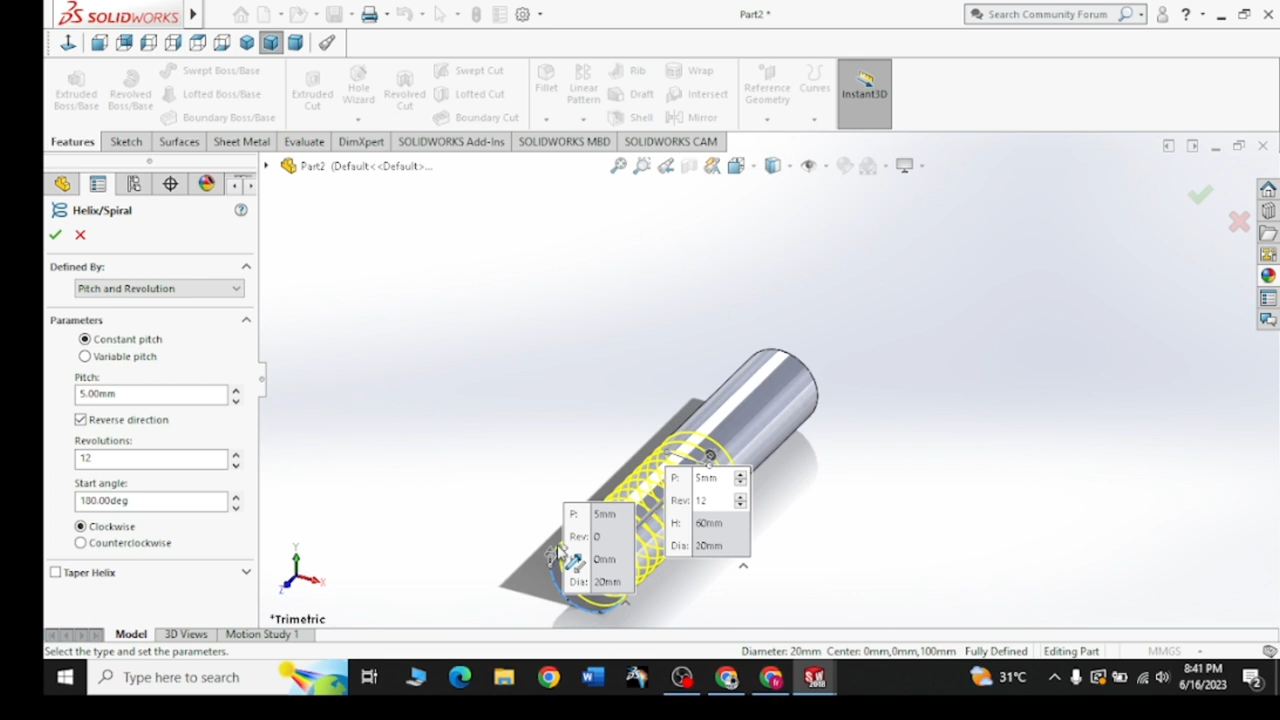 SOLIDWORKS
Part2 *
Search Community Forum
?
Extruded Boss/Base
Revolved Boss/Base
Swept Boss/Base
Lofted Boss/Base
Boundary Boss/Base
Extruded Cut
Hole Wizard
Revolved Cut
Swept Cut
Lofted Cut
Boundary Cut
Fillet
Linear Pattern
Rib
Draft
Shell
Wrap
Intersect
Mirror
Reference Geometry
Curves
Instant3D
Features
Sketch
Surfaces
Sheet Metal
Evaluate
DimXpert
SOLIDWORKS Add-Ins
SOLIDWORKS MBD
SOLIDWORKS CAM
Part2 (Default<<Default>...
Helix/Spiral
Defined By:
Pitch and Revolution
Parameters
Constant pitch
Variable pitch
Pitch:
5.00mm
Reverse direction
Revolutions:
12
Start angle:
180.00deg
Clockwise
Counterclockwise
Taper Helix
P: 5mm
Rev: 12
H: 60mm
Dia: 20mm
P: 5mm
Rev: 0
0mm
Dia: 20mm
Y
X
Z
*Trimetric
Model
3D Views
Motion Study 1
Select the type and set the parameters.
Diameter: 20mm Center: 0mm,0mm,100mm
Fully Defined
Editing Part
MMGS
Type here to search
31°C
8:41 PM
6/16/2023
2